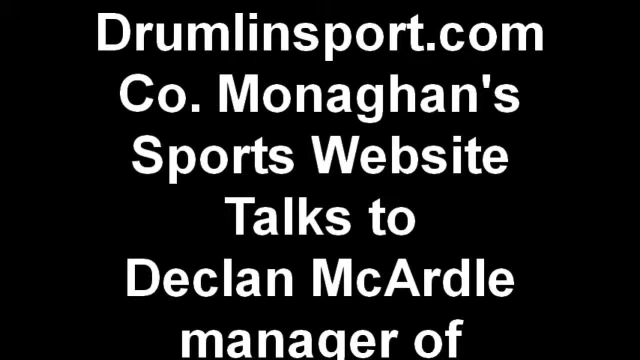 Drumlinsport.com
Co. Monaghan's
Sports Website
Talks to
Declan McArdle
manager of